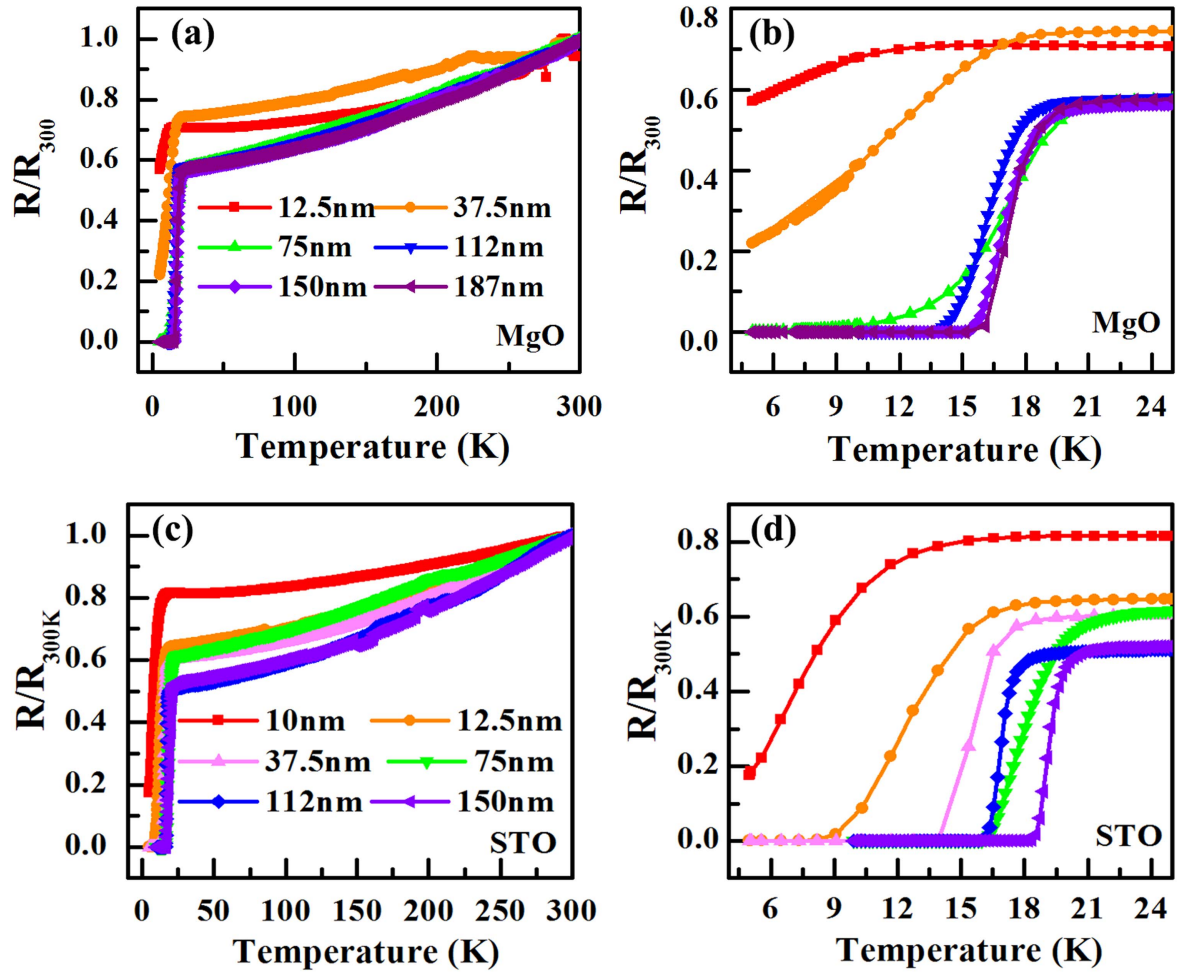 (a)
1.0
0.8
0.6
0.4
0.2
0.0
R/R300
12.5nm 37.5nm
75nm 112nm
150nm 187nm
MgO
0 100 200 300
Temperature (K)
(b)
0.8
0.6
0.4
0.2
0.0
R/R300
MgO
6 9 12 15 18 21 24
Temperature (K)
(c)
1.0
0.8
0.6
0.4
0.2
0.0
R/R300K
10nm 12.5nm
37.5nm 75nm
112nm 150nm
STO
0 50 100 150 200 250 300
Temperature (K)
(d)
0.8
0.6
0.4
0.2
0.0
R/R300K
STO
6 9 12 15 18 21 24
Temperature (K)